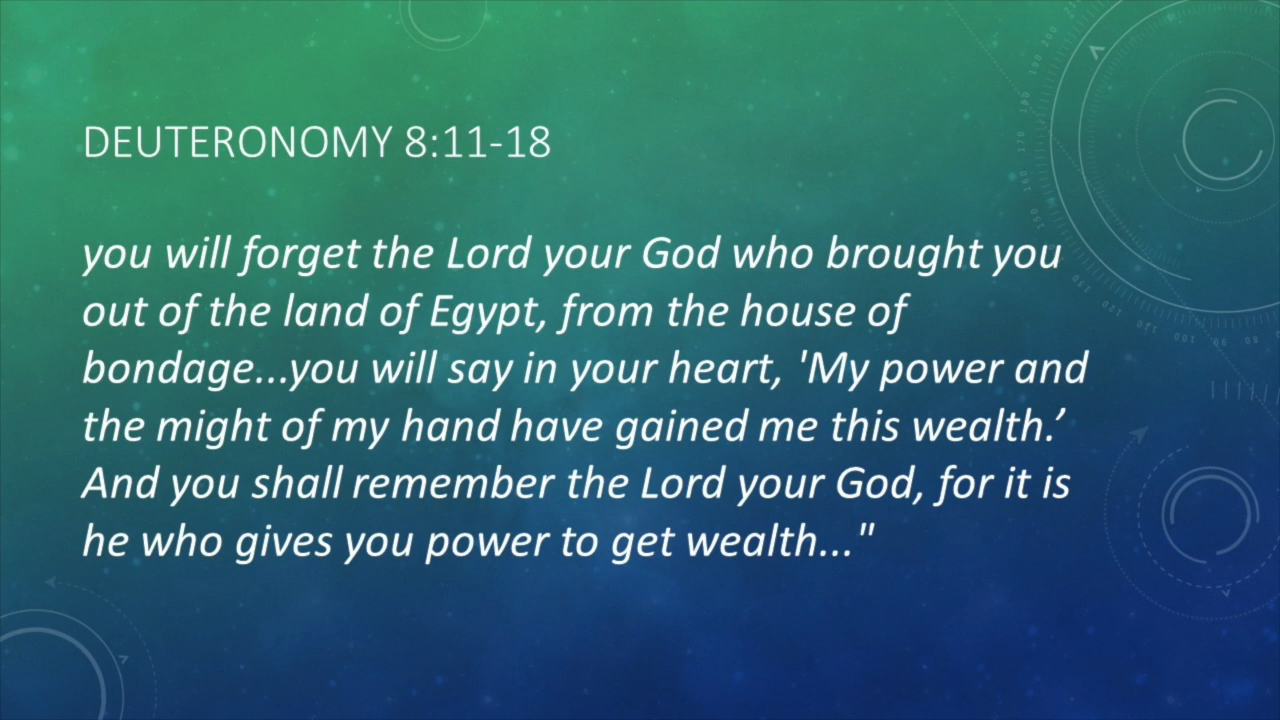 DEUTERONOMY 8:11-18
you will forget the Lord your God who brought you
out of the land of Egypt, from the house of
bondage...you will say in your heart, 'My power and
the might of my hand have gained me this wealth.’
And you shall remember the Lord your God, for it is
he who gives you power to get wealth..."